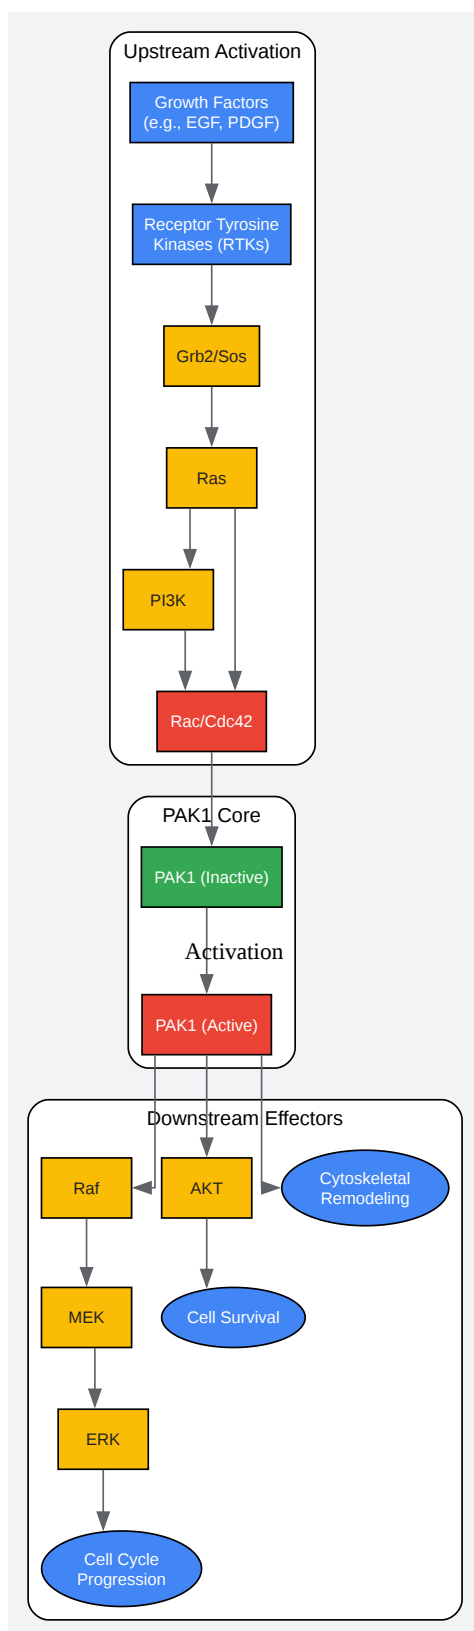 Upstream Activation
Growth Factors
(e.g., EGF, PDGF)
Receptor Tyrosine
Kinases (RTKs)
Grb2/Sos
Ras
PI3K
Rac/Cdc42
PAK1 Core
PAK1 (Inactive)
Activation
PAK1 (Active)
Downstream Effectors
Raf
AKT
Cytoskeletal
Remodeling
MEK
Cell Survival
ERK
Cell Cycle
Progression